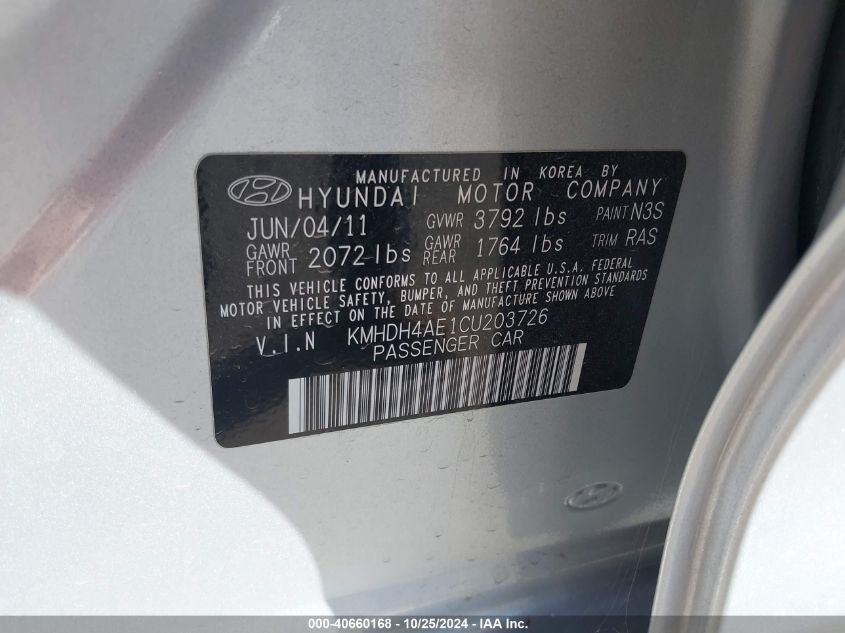 MANUFACTURED IN KOREA BY
HYUNDAI MOTOR COMPANY
JUN/04/11 GVWR 3792 lbs PAINT N3S
GAWR FRONT 2072 lbs GAWR REAR 1764 lbs TRIM RAS
THIS VEHICLE CONFORMS TO ALL APPLICABLE U.S.A. FEDERAL
MOTOR VEHICLE SAFETY, BUMPER, AND THEFT PREVENTION STANDARDS
IN EFFECT ON THE DATE OF MANUFACTURE SHOWN ABOVE
V.I.N KMHDH4AE1CU203726
PASSENGER CAR
000-40660168 - 10/25/2024 - IAA Inc.